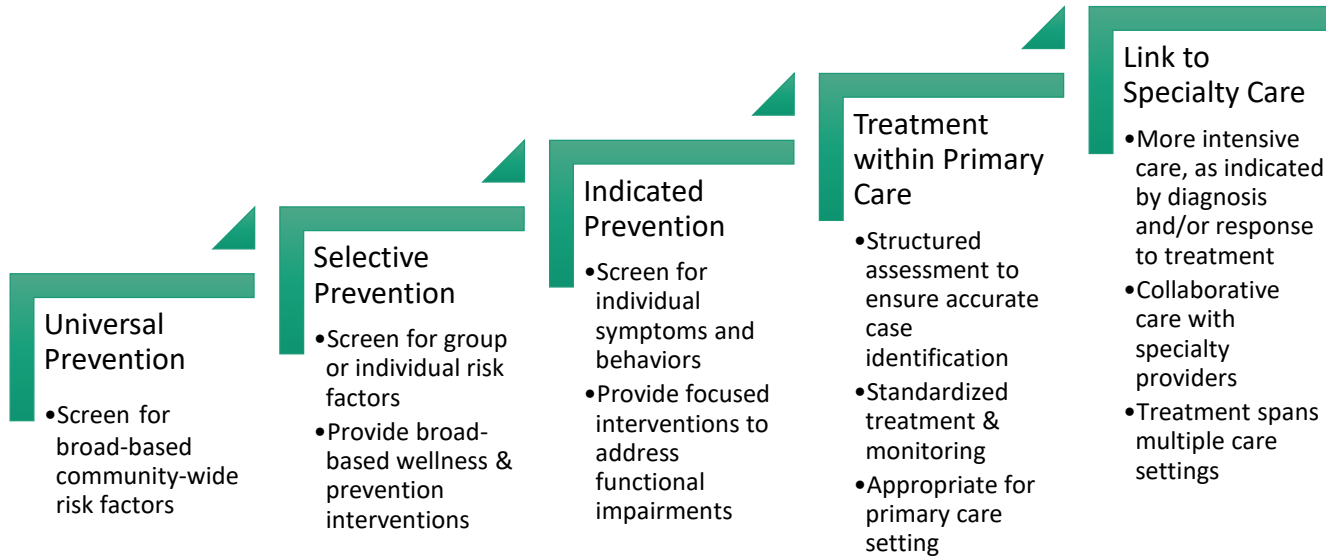 Universal
Prevention
•Screen for
broad-based
community-wide
risk factors
Selective
Prevention
•Screen for group
or individual risk
factors
•Provide broad-
based wellness &
prevention
interventions
Indicated
Prevention
•Screen for
individual
symptoms and
behaviors
•Provide focused
interventions to
address
functional
impairments
Treatment
within Primary
Care
•Structured
assessment to
ensure accurate
case
identification
•Standardized
treatment &
monitoring
•Appropriate for
primary care
setting
Link to
Specialty Care
•More intensive
care, as indicated
by diagnosis
and/or response
to treatment
•Collaborative
care with
specialty
providers
•Treatment spans
multiple care
settings